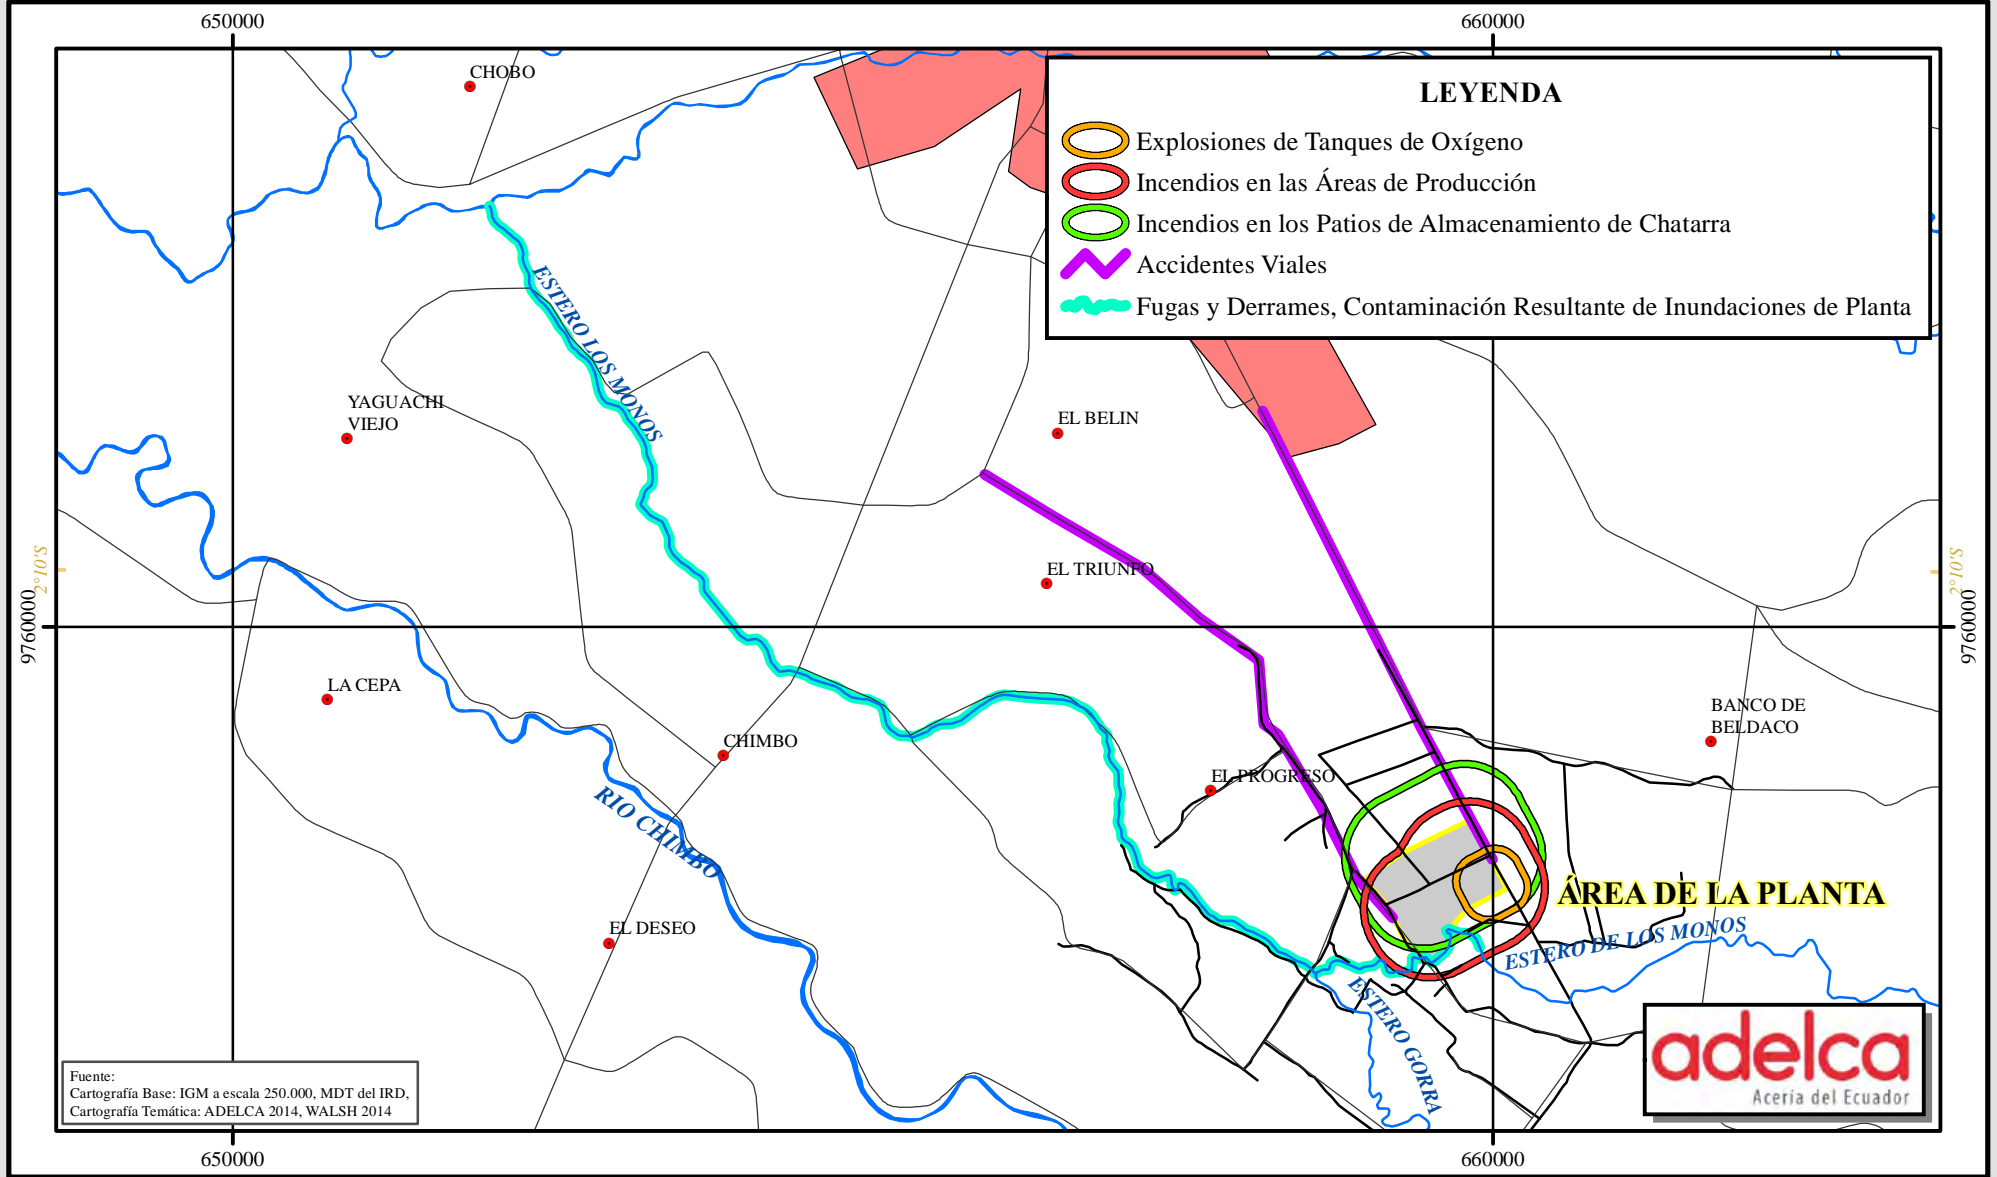 650000
660000
CHOBO
LEYENDA
Explosiones de Tanques de Oxígeno
Incendios en las Áreas de Producción
Incendios en los Patios de Almacenamiento de Chatarra
Accidentes Viales
Fugas y Derrames, Contaminación Resultante de Inundaciones de Planta
ESTERO LOS MONOS
YAGUACHI
VIEJO
EL BELIN
2°10'S
2°10'S
EL TRIUNFO
9760000
9760000
LA CEPA
BANCO DE
BELDACO
CHIMBO
EL PROGRESO
RIO CHIMBO
ÁREA DE LA PLANTA
EL DESEO
ESTERO DE LOS MONOS
ESTERO GORRA
adelca
Acería del Ecuador
Fuente:
Cartografía Base: IGM a escala 250.000, MDT del IRD,
Cartografía Temática: ADELCA 2014, WALSH 2014
650000
660000